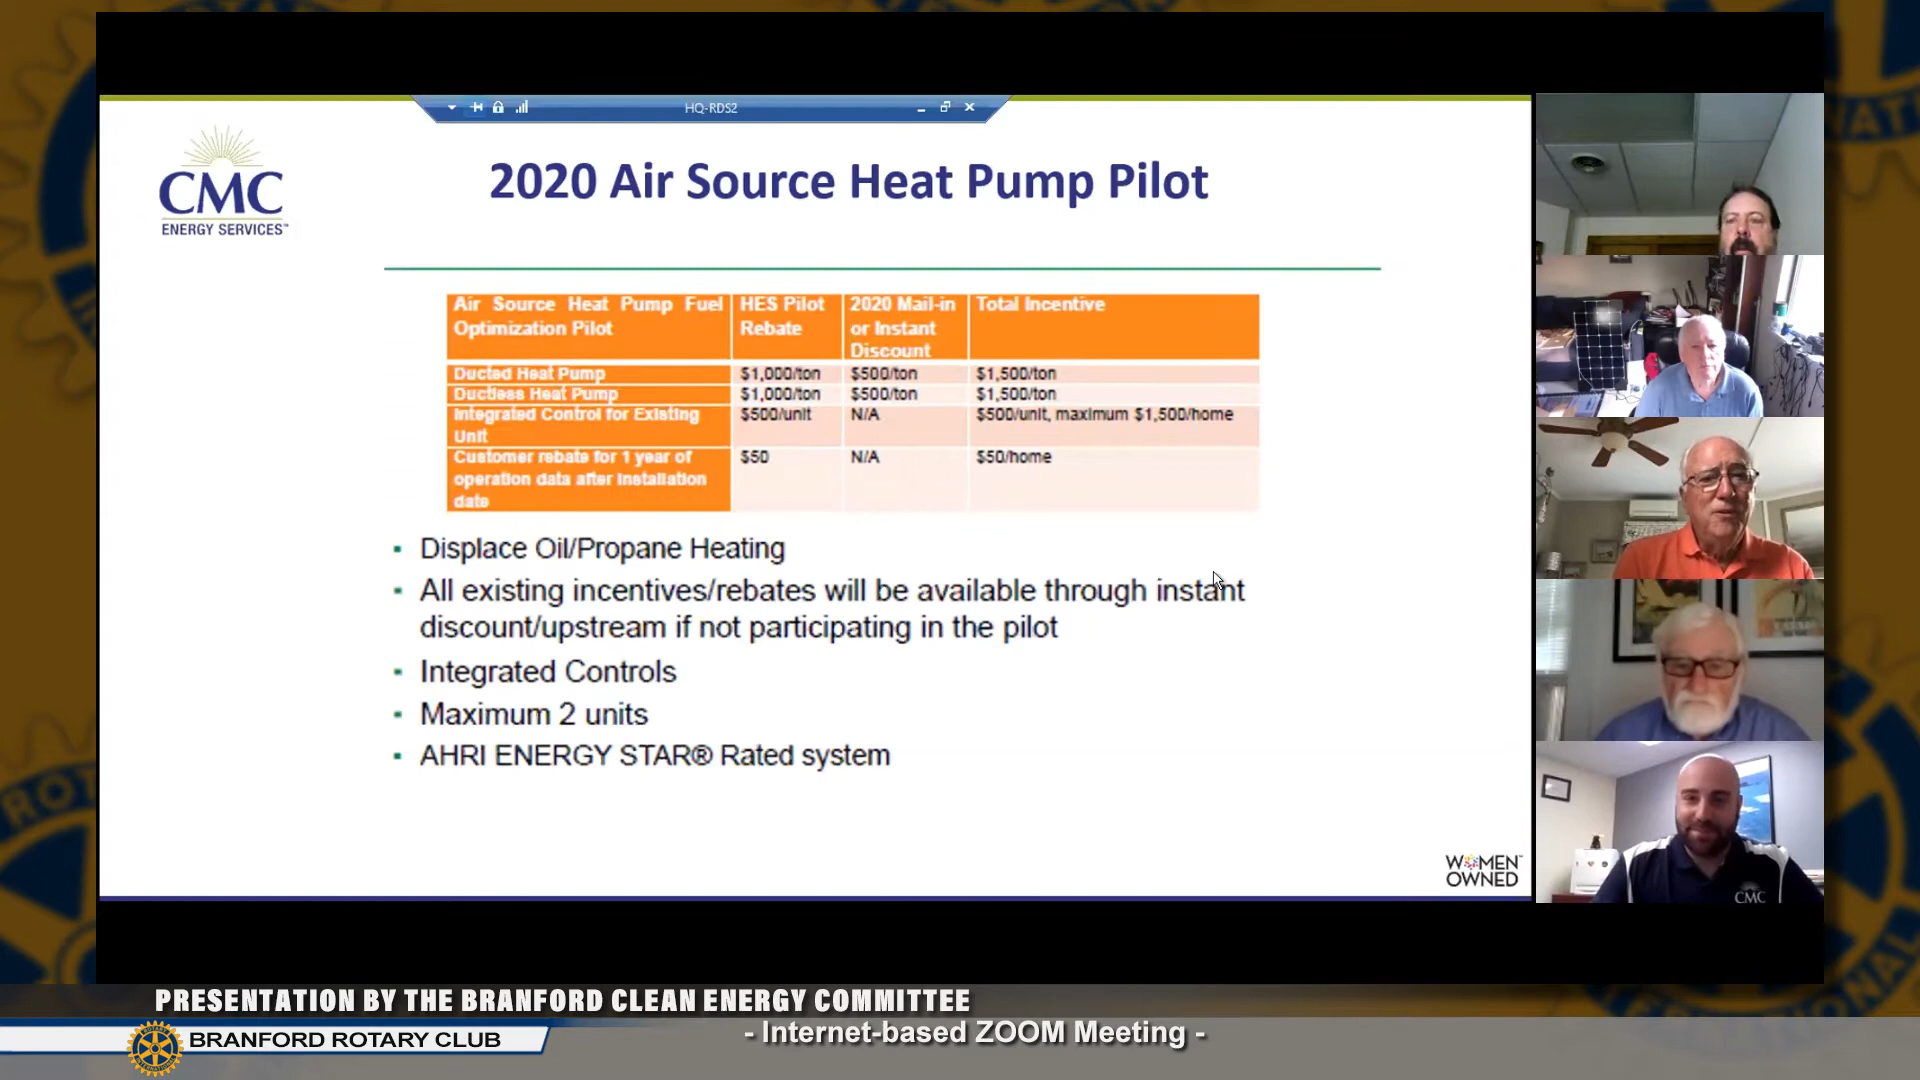 HQ-RDS2
CMC
ENERGY SERVICES™
2020 Air Source Heat Pump Pilot
Air Source Heat Pump Fuel Optimization Pilot
HES Pilot Rebate
2020 Mail-in or Instant Discount
Total Incentive
Ducted Heat Pump $1,000/ton $500/ton $1,500/ton
Ductless Heat Pump $1,000/ton $500/ton $1,500/ton
Integrated Control for Existing Unit $500/unit N/A $500/unit, maximum $1,500/home
Customer rebate for 1 year of operation data after installation date $50 N/A $50/home
▪ Displace Oil/Propane Heating
▪ All existing incentives/rebates will be available through instant
discount/upstream if not participating in the pilot
▪ Integrated Controls
▪ Maximum 2 units
▪ AHRI ENERGY STAR® Rated system
WOMEN™
OWNED
CMC
PRESENTATION BY THE BRANFORD CLEAN ENERGY COMMITTEE
BRANFORD ROTARY CLUB
- Internet-based ZOOM Meeting -